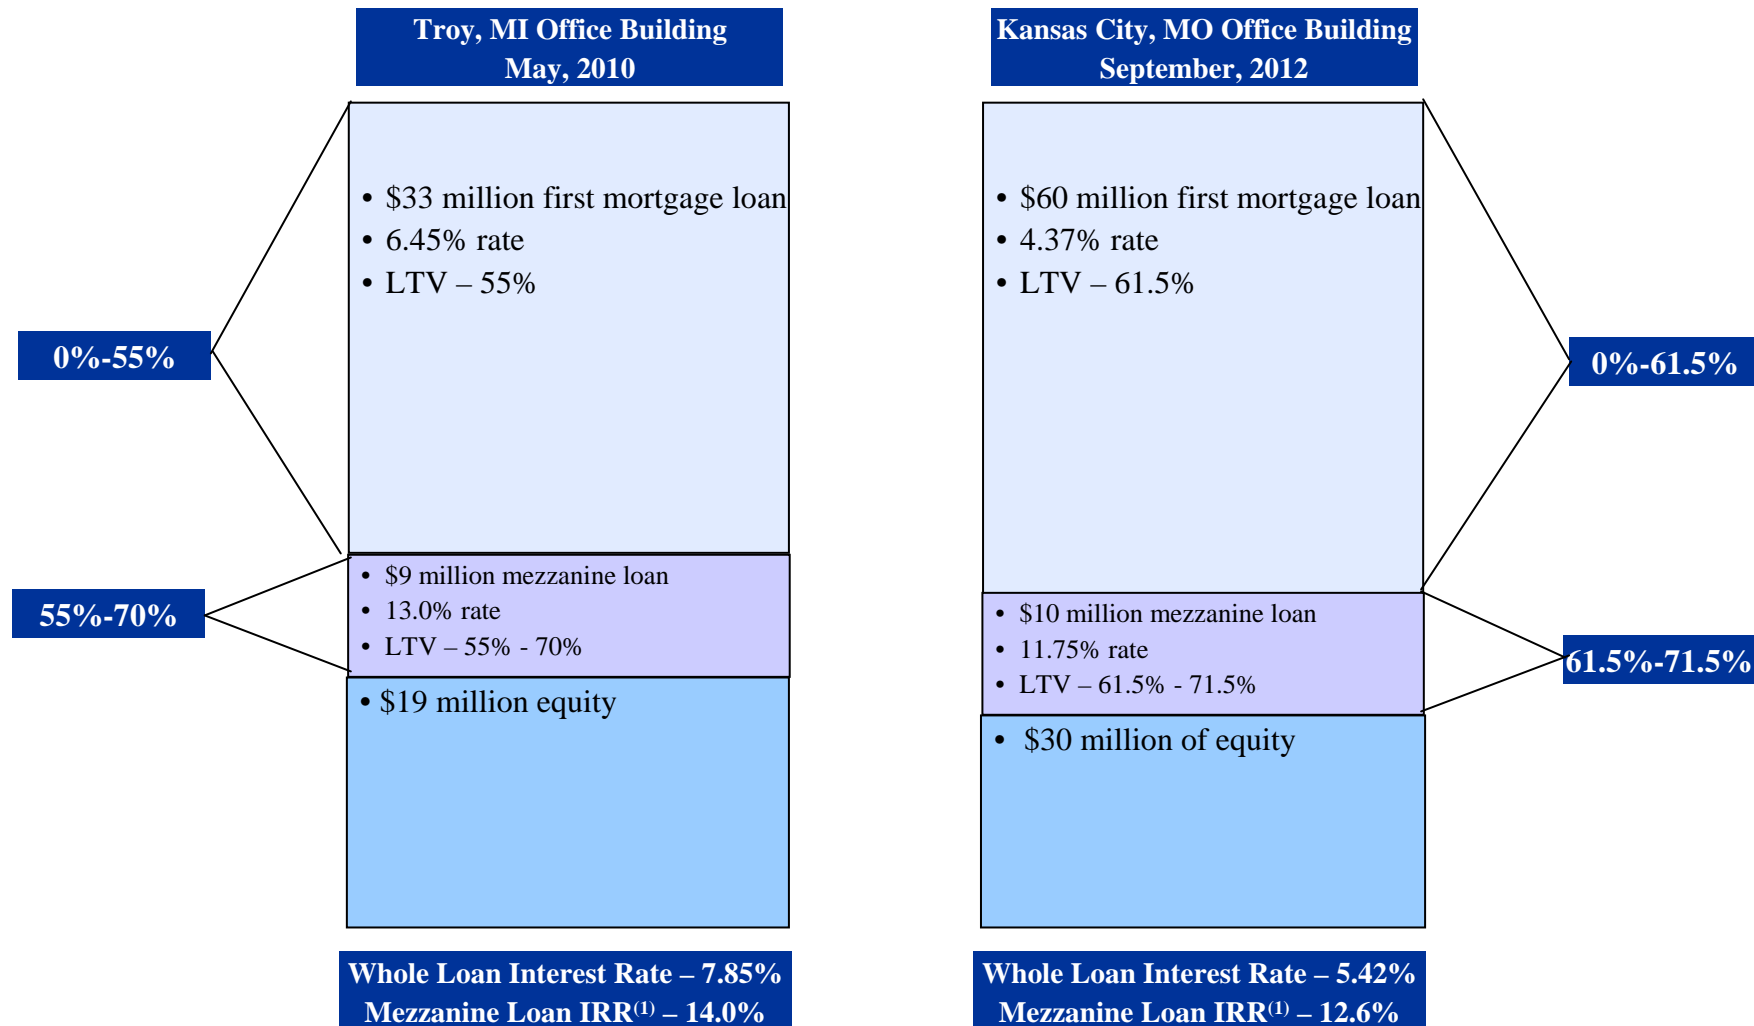 Troy, MI Office Building
May, 2010
• $33 million first mortgage loan
• 6.45% rate
• LTV – 55%
0%-55%
• $9 million mezzanine loan
• 13.0% rate
• LTV – 55% - 70%
55%-70%
• $19 million equity
Whole Loan Interest Rate – 7.85%
Mezzanine Loan IRR(1) – 14.0%
Kansas City, MO Office Building
September, 2012
• $60 million first mortgage loan
• 4.37% rate
• LTV – 61.5%
0%-61.5%
• $10 million mezzanine loan
• 11.75% rate
• LTV – 61.5% - 71.5%
61.5%-71.5%
• $30 million of equity
Whole Loan Interest Rate – 5.42%
Mezzanine Loan IRR(1) – 12.6%